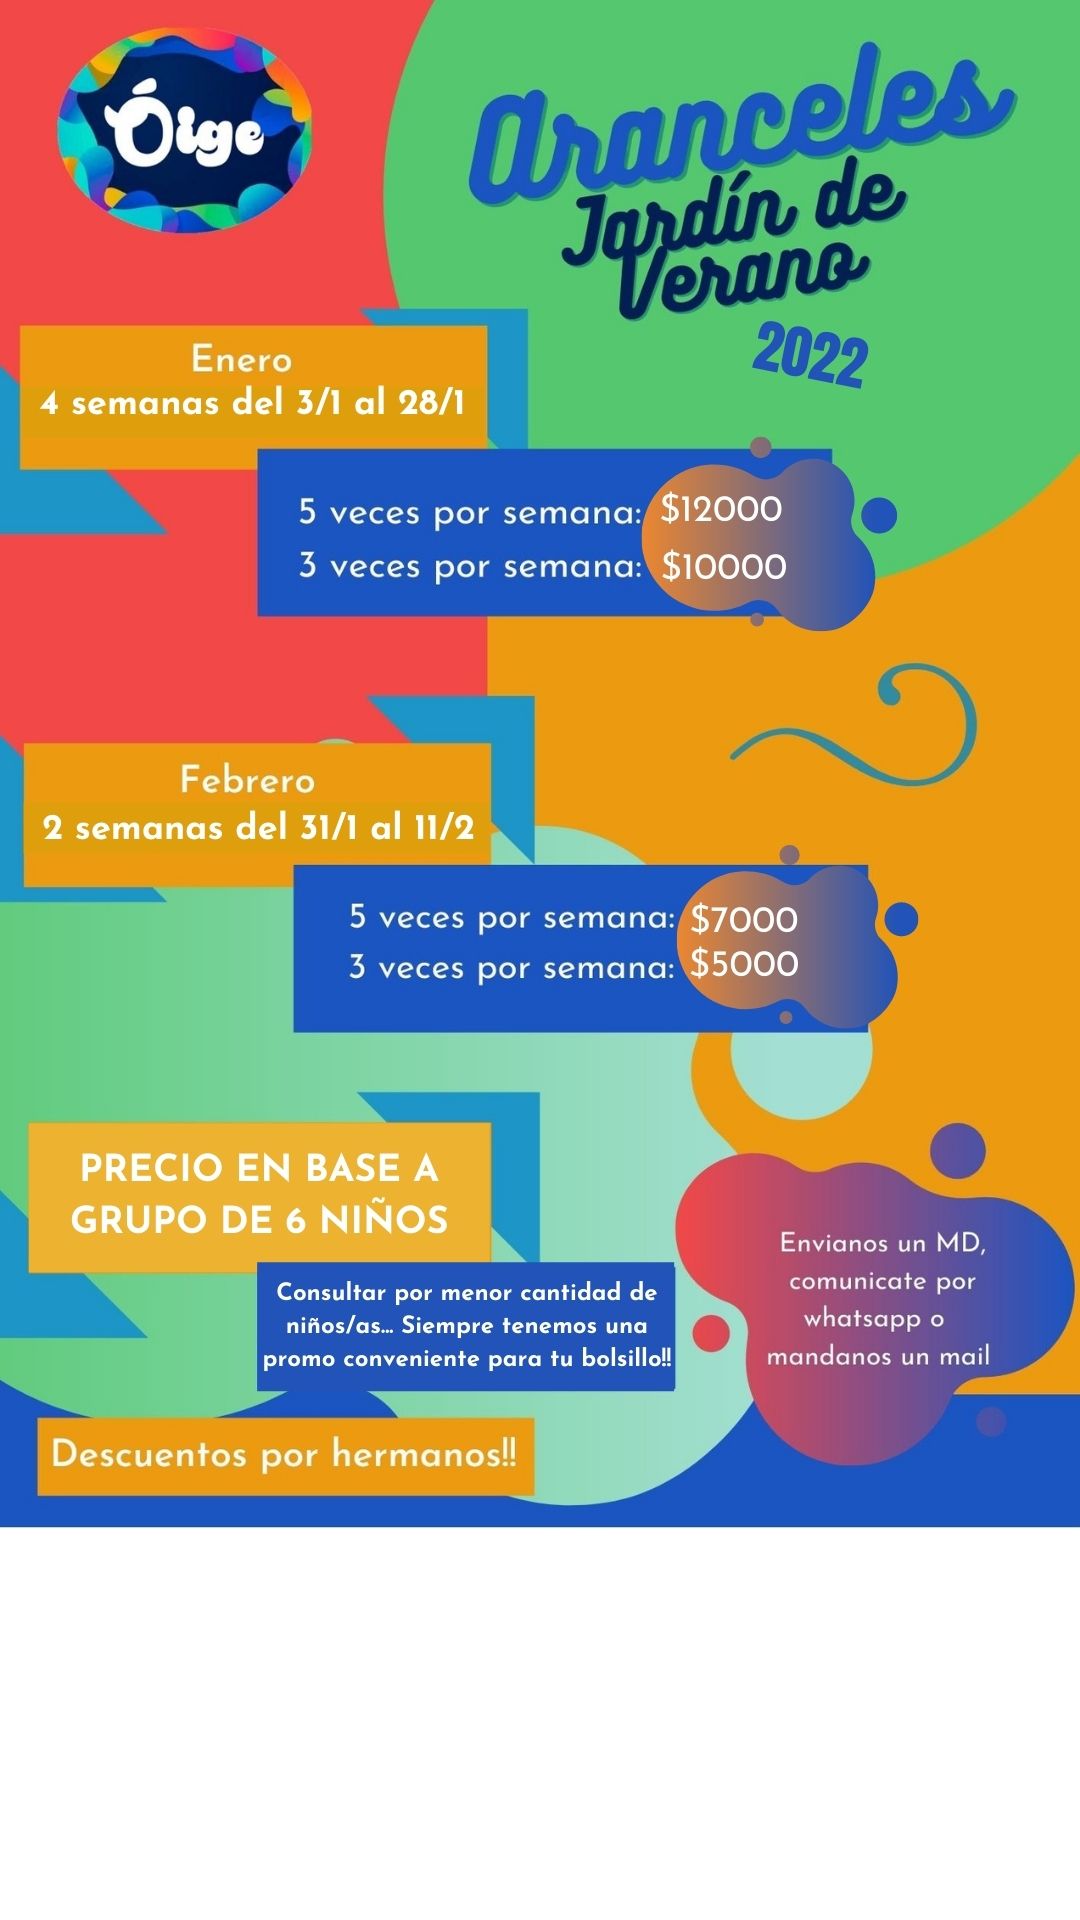 Óige
Aranceles
Jardín de
Verano
2022
Enero
4 semanas del 3/1 al 28/1
5 veces por semana: $12000
3 veces por semana: $10000
Febrero
2 semanas del 31/1 al 11/2
5 veces por semana: $7000
3 veces por semana: $5000
PRECIO EN BASE A
GRUPO DE 6 NIÑOS
Consultar por menor cantidad de
niños/as... Siempre tenemos una
promo conveniente para tu bolsillo!!
Envianos un MD,
comunicate por
whatsapp o
mandanos un mail
Descuentos por hermanos!!